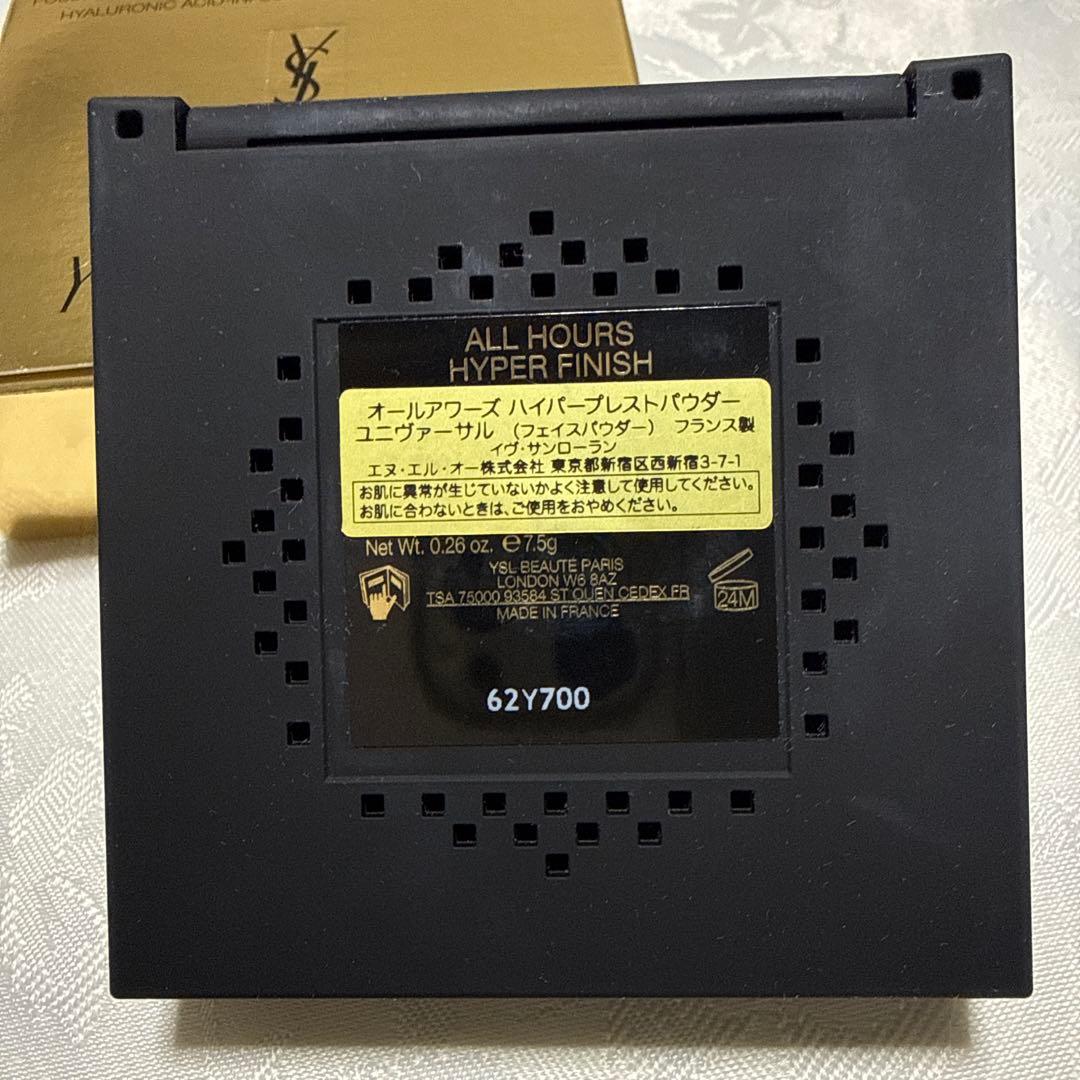 HYALURONIC ACID
YSL
ALL HOURS
HYPER FINISH
オールアワーズ ハイパープレストパウダー
ユニヴァーサル （フェイスパウダー） フランス製
イヴ・サンローラン
エヌ・エル・オー株式会社 東京都新宿区西新宿3-7-1
お肌に異常が生じていないかよく注意して使用してください。
お肌に合わないときは、ご使用をおやめください。
Net Wt. 0.26 oz. ℮ 7.5g
YSL BEAUTÉ PARIS
LONDON W6 8AZ
TSA 75000 93584 ST OUEN CEDEX FR
MADE IN FRANCE
24M
62Y700